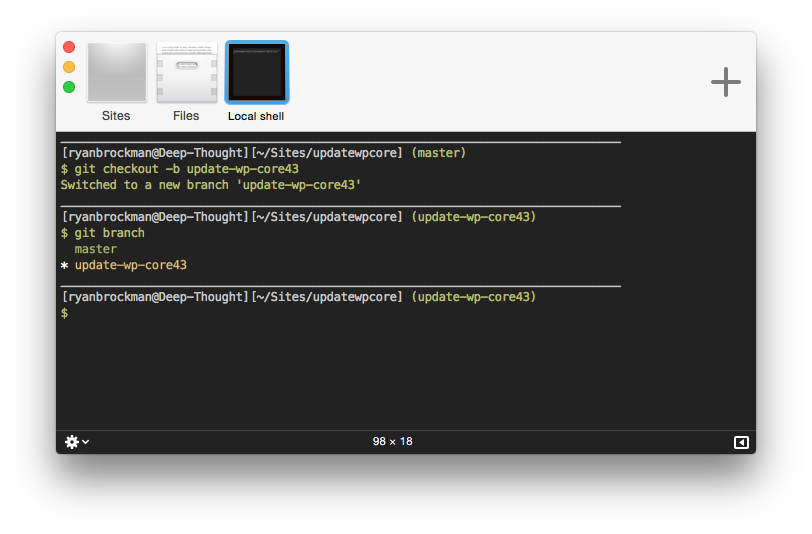 Sites
Files
Local shell
[ryanbrockman@Deep-Thought][~/Sites/updatewpcore] (master)
$ git checkout -b update-wp-core43
Switched to a new branch 'update-wp-core43'
[ryanbrockman@Deep-Thought][~/Sites/updatewpcore] (update-wp-core43)
$ git branch
  master
* update-wp-core43
[ryanbrockman@Deep-Thought][~/Sites/updatewpcore] (update-wp-core43)
$
98 × 18